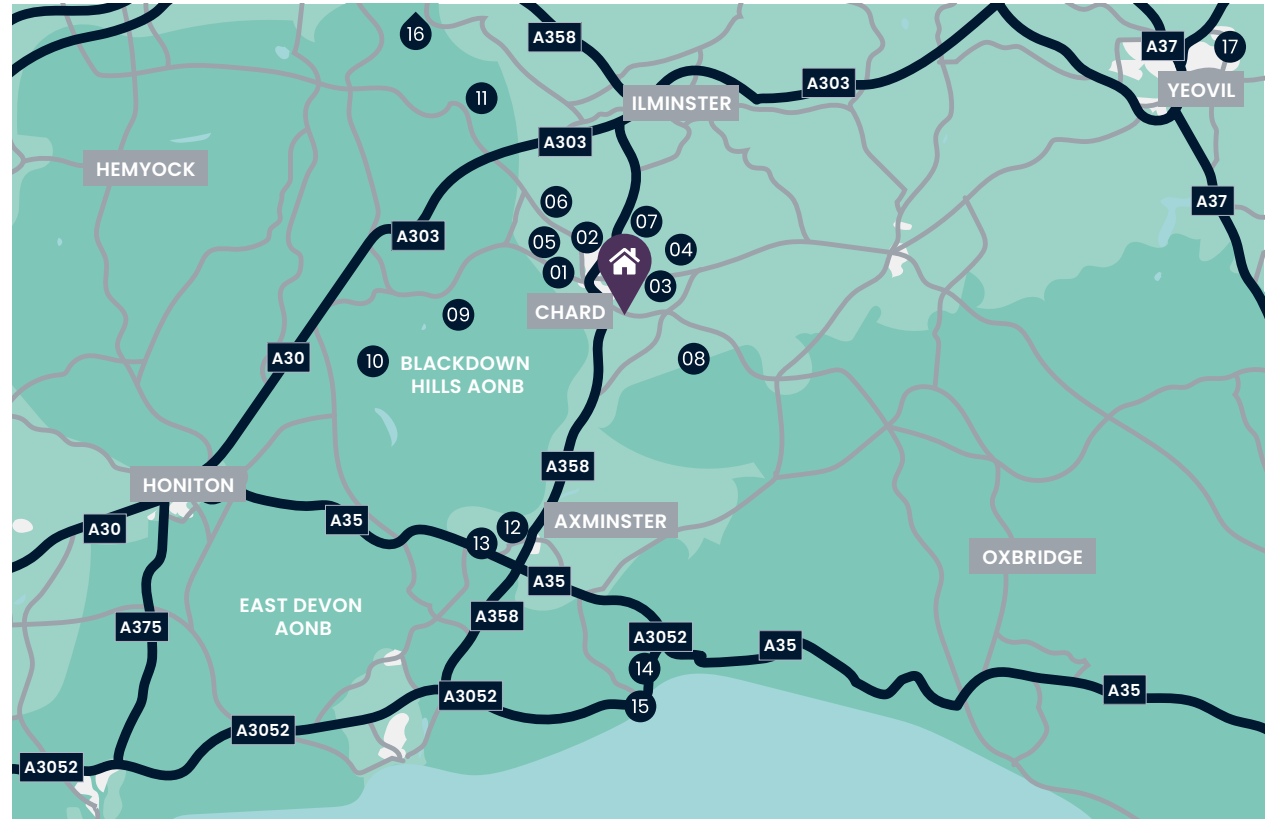 16
A358
A37
17
11
A303
YEOVIL
ILMINSTER
A303
HEMYOCK
06
A37
07
A303
05
02
04
01
03
09
CHARD
A30
10
BLACKDOWN
HILLS AONB
08
A358
HONITON
A30
A35
13
12
AXMINSTER
OXBRIDGE
A35
EAST DEVON
AONB
A358
A375
A3052
A35
14
A3052
15
A35
A3052
A3052